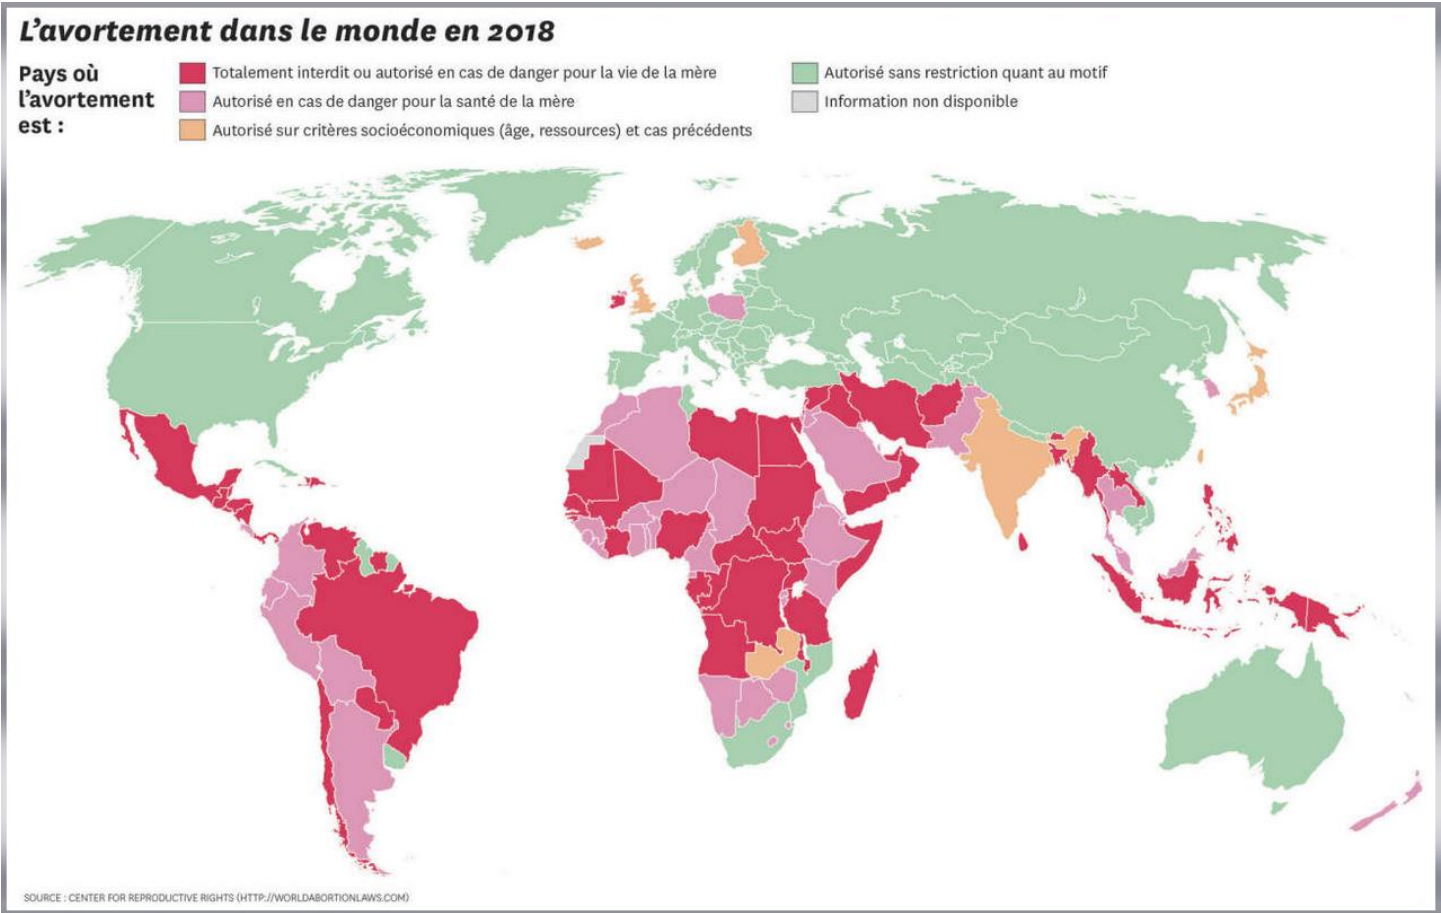 L'avortement dans le monde en 2018
Pays où
l'avortement
est :
Totalement interdit ou autorisé en cas de danger pour la vie de la mère
Autorisé en cas de danger pour la santé de la mère
Autorisé sur critères socioéconomiques (âge, ressources) et cas précédents
Autorisé sans restriction quant au motif
Information non disponible
SOURCE : CENTER FOR REPRODUCTIVE RIGHTS (HTTP://WORLDABORTIONLAWS.COM)